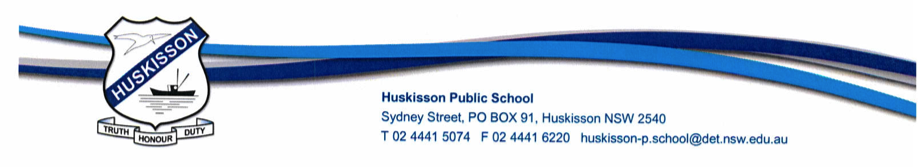 HUSKISSON
TRUTH HONOUR DUTY
Huskisson Public School
Sydney Street, PO BOX 91, Huskisson NSW 2540
T 02 4441 5074 F 02 4441 6220 huskisson-p.school@det.nsw.edu.au